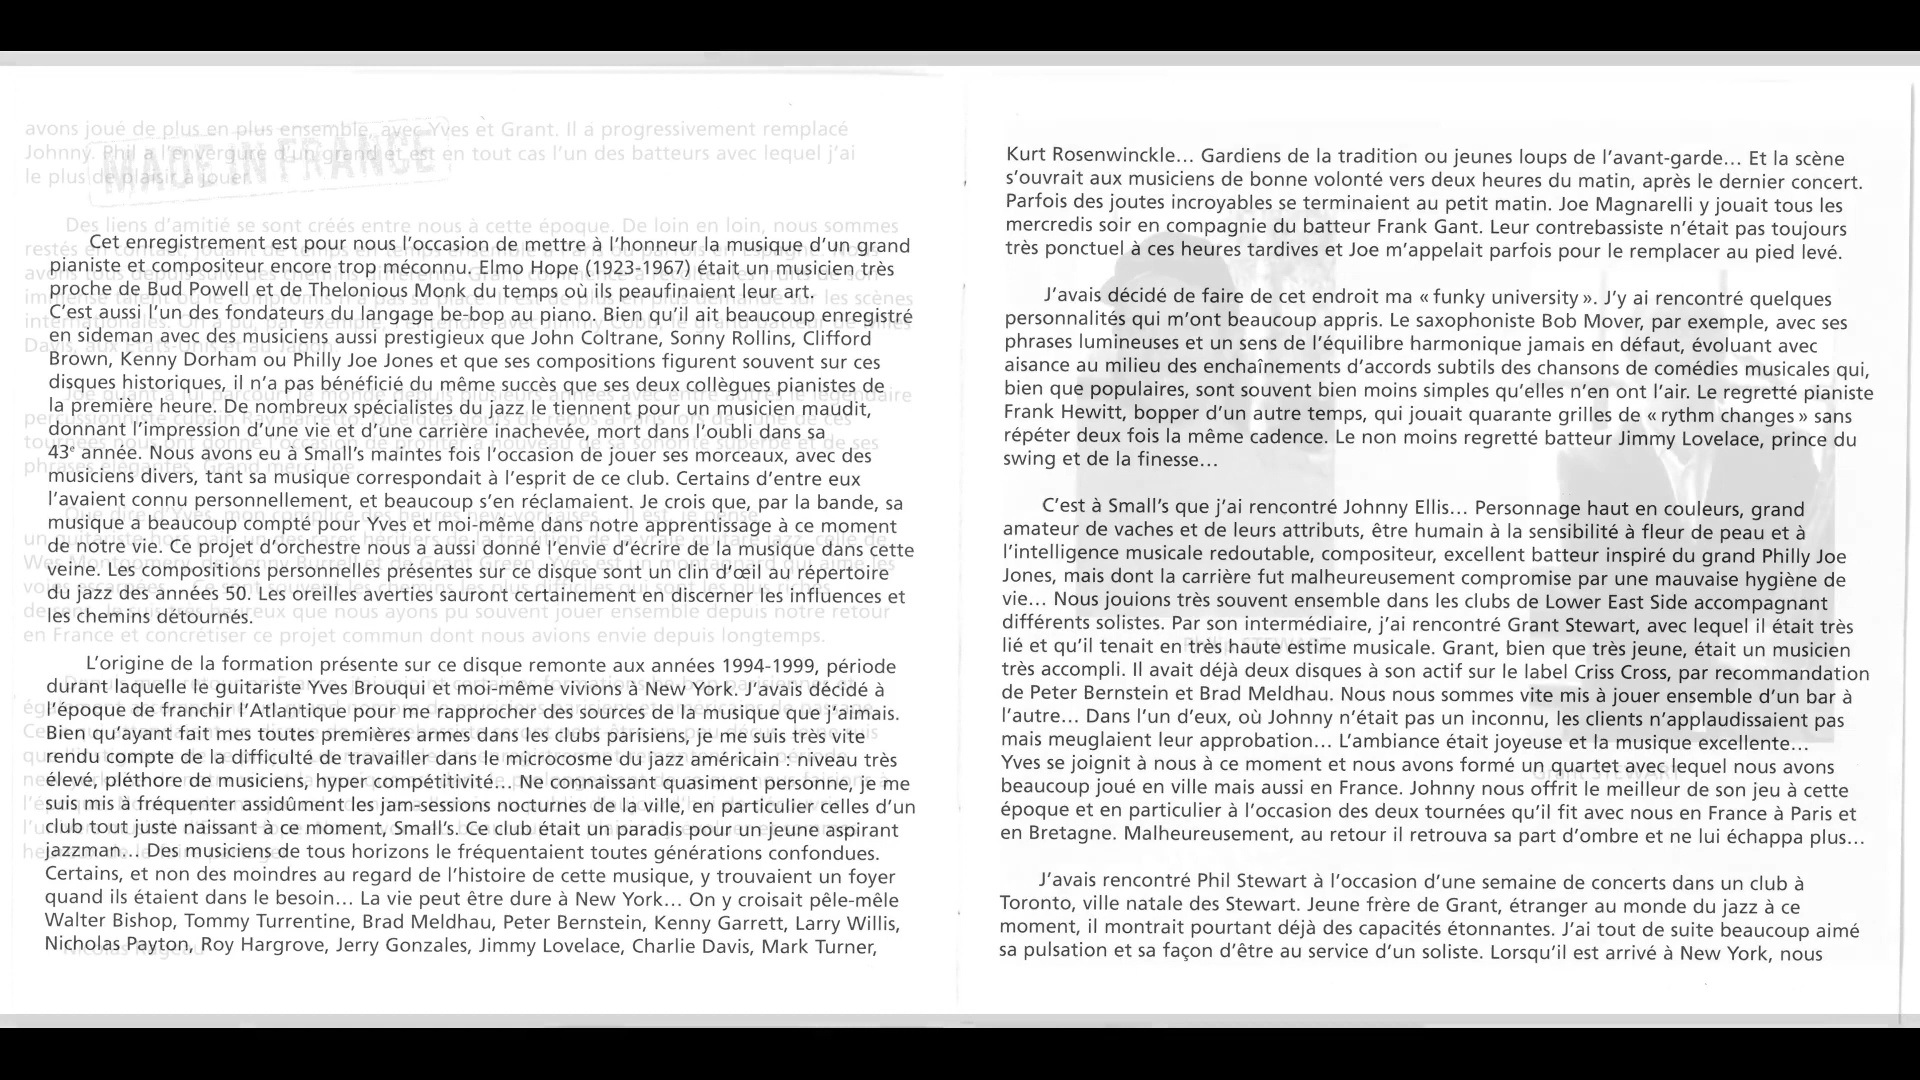 Cet enregistrement est pour nous l’occasion de mettre à l’honneur la musique d’un grand
pianiste et compositeur encore trop méconnu. Elmo Hope (1923-1967) était un musicien très
proche de Bud Powell et de Thelonious Monk du temps où ils peaufinaient leur art.
C’est aussi l’un des fondateurs du langage be-bop au piano. Bien qu’il ait beaucoup enregistré
en sideman avec des musiciens aussi prestigieux que John Coltrane, Sonny Rollins, Clifford
Brown, Kenny Dorham ou Philly Joe Jones et que ses compositions figurent souvent sur ces
disques historiques, il n’a pas bénéficié du même succès que ses deux collègues pianistes de
la première heure. De nombreux spécialistes du jazz le tiennent pour un musicien maudit,
donnant l’impression d’une vie et d’une carrière inachevée, mort dans l’oubli dans sa
43e année. Nous avons eu à Small’s maintes fois l’occasion de jouer ses morceaux, avec des
musiciens divers, tant sa musique correspondait à l’esprit de ce club. Certains d’entre eux
l’avaient connu personnellement, et beaucoup s’en réclamaient. Je crois que, par la bande, sa
musique a beaucoup compté pour Yves et moi-même dans notre apprentissage à ce moment
de notre vie. Ce projet d’orchestre nous a aussi donné l’envie d’écrire de la musique dans cette
veine. Les compositions personnelles présentes sur ce disque sont un clin d’œil au répertoire
du jazz des années 50. Les oreilles averties sauront certainement en discerner les influences et
les chemins détournés.
L’origine de la formation présente sur ce disque remonte aux années 1994-1999, période
durant laquelle le guitariste Yves Brouqui et moi-même vivions à New York. J’avais décidé à
l’époque de franchir l’Atlantique pour me rapprocher des sources de la musique que j’aimais.
Bien qu’ayant fait mes toutes premières armes dans les clubs parisiens, je me suis très vite
rendu compte de la difficulté de travailler dans le microcosme du jazz américain : niveau très
élevé, pléthore de musiciens, hyper compétitivité… Ne connaissant quasiment personne, je me
suis mis à fréquenter assidûment les jam-sessions nocturnes de la ville, en particulier celles d’un
club tout juste naissant à ce moment, Small’s. Ce club était un paradis pour un jeune aspirant
jazzman… Des musiciens de tous horizons le fréquentaient toutes générations confondues.
Certains, et non des moindres au regard de l’histoire de cette musique, y trouvaient un foyer
quand ils étaient dans le besoin… La vie peut être dure à New York… On y croisait pêle-mêle
Walter Bishop, Tommy Turrentine, Brad Meldhau, Peter Bernstein, Kenny Garrett, Larry Willis,
Nicholas Payton, Roy Hargrove, Jerry Gonzales, Jimmy Lovelace, Charlie Davis, Mark Turner,
Kurt Rosenwinckle… Gardiens de la tradition ou jeunes loups de l’avant-garde… Et la scène
s’ouvrait aux musiciens de bonne volonté vers deux heures du matin, après le dernier concert.
Parfois des joutes incroyables se terminaient au petit matin. Joe Magnarelli y jouait tous les
mercredis soir en compagnie du batteur Frank Gant. Leur contrebassiste n’était pas toujours
très ponctuel à ces heures tardives et Joe m’appelait parfois pour le remplacer au pied levé.
J’avais décidé de faire de cet endroit ma « funky university ». J’y ai rencontré quelques
personnalités qui m’ont beaucoup appris. Le saxophoniste Bob Mover, par exemple, avec ses
phrases lumineuses et un sens de l’équilibre harmonique jamais en défaut, évoluant avec
aisance au milieu des enchaînements d’accords subtils des chansons de comédies musicales qui,
bien que populaires, sont souvent bien moins simples qu’elles n’en ont l’air. Le regretté pianiste
Frank Hewitt, bopper d’un autre temps, qui jouait quarante grilles de « rythm changes » sans
répéter deux fois la même cadence. Le non moins regretté batteur Jimmy Lovelace, prince du
swing et de la finesse…
C’est à Small’s que j’ai rencontré Johnny Ellis… Personnage haut en couleurs, grand
amateur de vaches et de leurs attributs, être humain à la sensibilité à fleur de peau et à
l’intelligence musicale redoutable, compositeur, excellent batteur inspiré du grand Philly Joe
Jones, mais dont la carrière fut malheureusement compromise par une mauvaise hygiène de
vie… Nous jouions très souvent ensemble dans les clubs de Lower East Side accompagnant
différents solistes. Par son intermédiaire, j’ai rencontré Grant Stewart, avec lequel il était très
lié et qu’il tenait en très haute estime musicale. Grant, bien que très jeune, était un musicien
très accompli. Il avait déjà deux disques à son actif sur le label Criss Cross, par recommandation
de Peter Bernstein et Brad Meldhau. Nous nous sommes vite mis à jouer ensemble d’un bar à
l’autre… Dans l’un d’eux, où Johnny n’était pas un inconnu, les clients n’applaudissaient pas
mais meuglaient leur approbation… L’ambiance était joyeuse et la musique excellente…
Yves se joignit à nous à ce moment et nous avons formé un quartet avec lequel nous avons
beaucoup joué en ville mais aussi en France. Johnny nous offrit le meilleur de son jeu à cette
époque et en particulier à l’occasion des deux tournées qu’il fit avec nous en France à Paris et
en Bretagne. Malheureusement, au retour il retrouva sa part d’ombre et ne lui échappa plus…
J’avais rencontré Phil Stewart à l’occasion d’une semaine de concerts dans un club à
Toronto, ville natale des Stewart. Jeune frère de Grant, étranger au monde du jazz à ce
moment, il montrait pourtant déjà des capacités étonnantes. J’ai tout de suite beaucoup aimé
sa pulsation et sa façon d’être au service d’un soliste. Lorsqu’il est arrivé à New York, nous